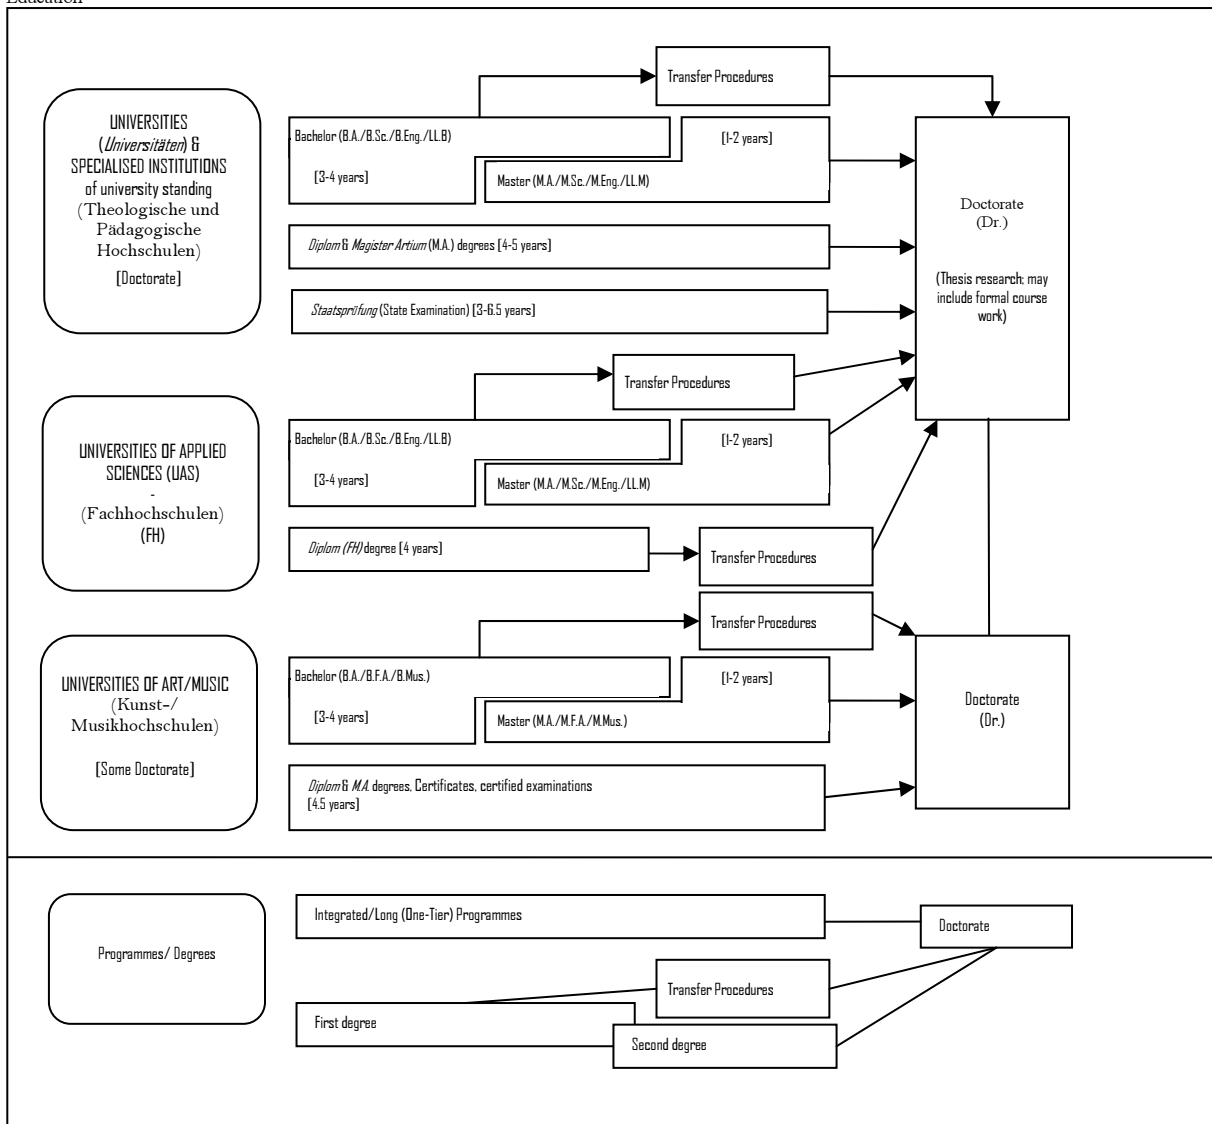 Education
Transfer Procedures
UNIVERSITIES
(Universitäten) &
SPECIALISED INSTITUTIONS
of university standing
(Theologische und
Pädagogische
Hochschulen)
[Doctorate]
Bachelor (B.A./B.Sc./B.Eng./LL.B)
[3-4 years]
[1-2 years]
Master (M.A./M.Sc./M.Eng./LL.M)
Diplom & Magister Artium (M.A.) degrees [4-5 years]
Staatsprüfung (State Examination) [3-6.5 years]
Doctorate
(Dr.)
(Thesis research; may
include formal course
work)
Transfer Procedures
UNIVERSITIES OF APPLIED
SCIENCES (UAS)
-
(Fachhochschulen)
(FH)
Bachelor (B.A./B.Sc./B.Eng./LL.B)
[3-4 years]
[1-2 years]
Master (M.A./M.Sc./M.Eng./LL.M)
Diplom (FH) degree [4 years]
Transfer Procedures
Transfer Procedures
UNIVERSITIES OF ART/MUSIC
(Kunst-/
Musikhochschulen)
[Some Doctorate]
Bachelor (B.A./B.F.A./B.Mus.)
[3-4 years]
[1-2 years]
Master (M.A./M.F.A./M.Mus.)
Diplom & M.A. degrees, Certificates, certified examinations
[4.5 years]
Doctorate
(Dr.)
Programmes/ Degrees
Integrated/Long (One-Tier) Programmes
Doctorate
Transfer Procedures
First degree
Second degree